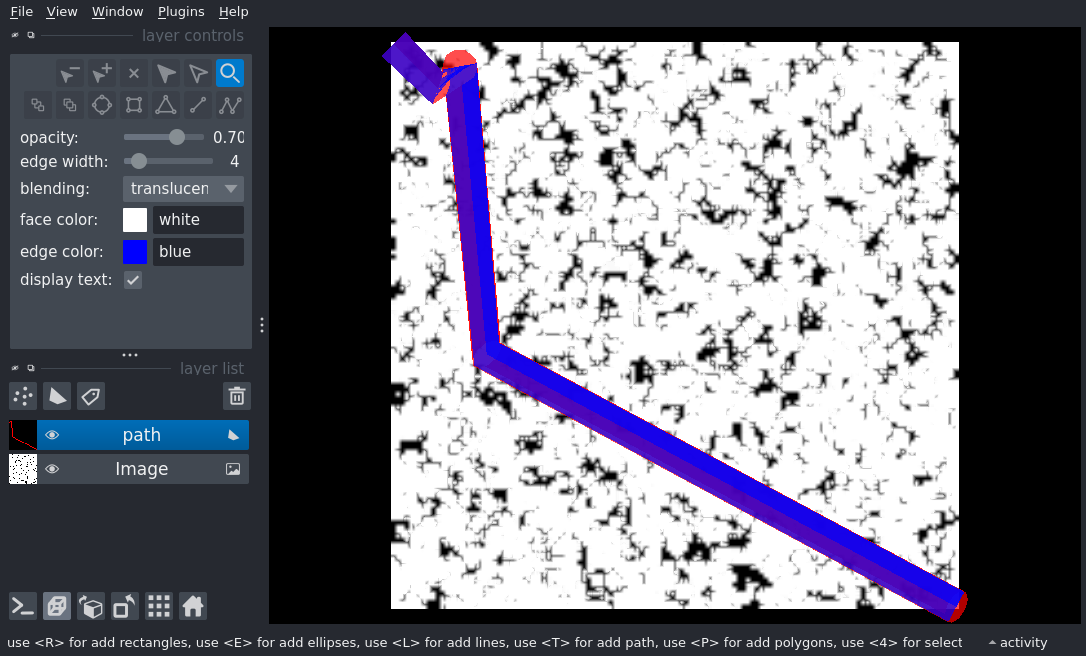 File View Window Plugins Help
layer controls
opacity: 0.70
edge width: 4
blending: translucen
face color: white
edge color: blue
display text:
layer list
path
Image
use <R> for add rectangles, use <E> for add ellipses, use <L> for add lines, use <T> for add path, use <P> for add polygons, use <4> for select activity